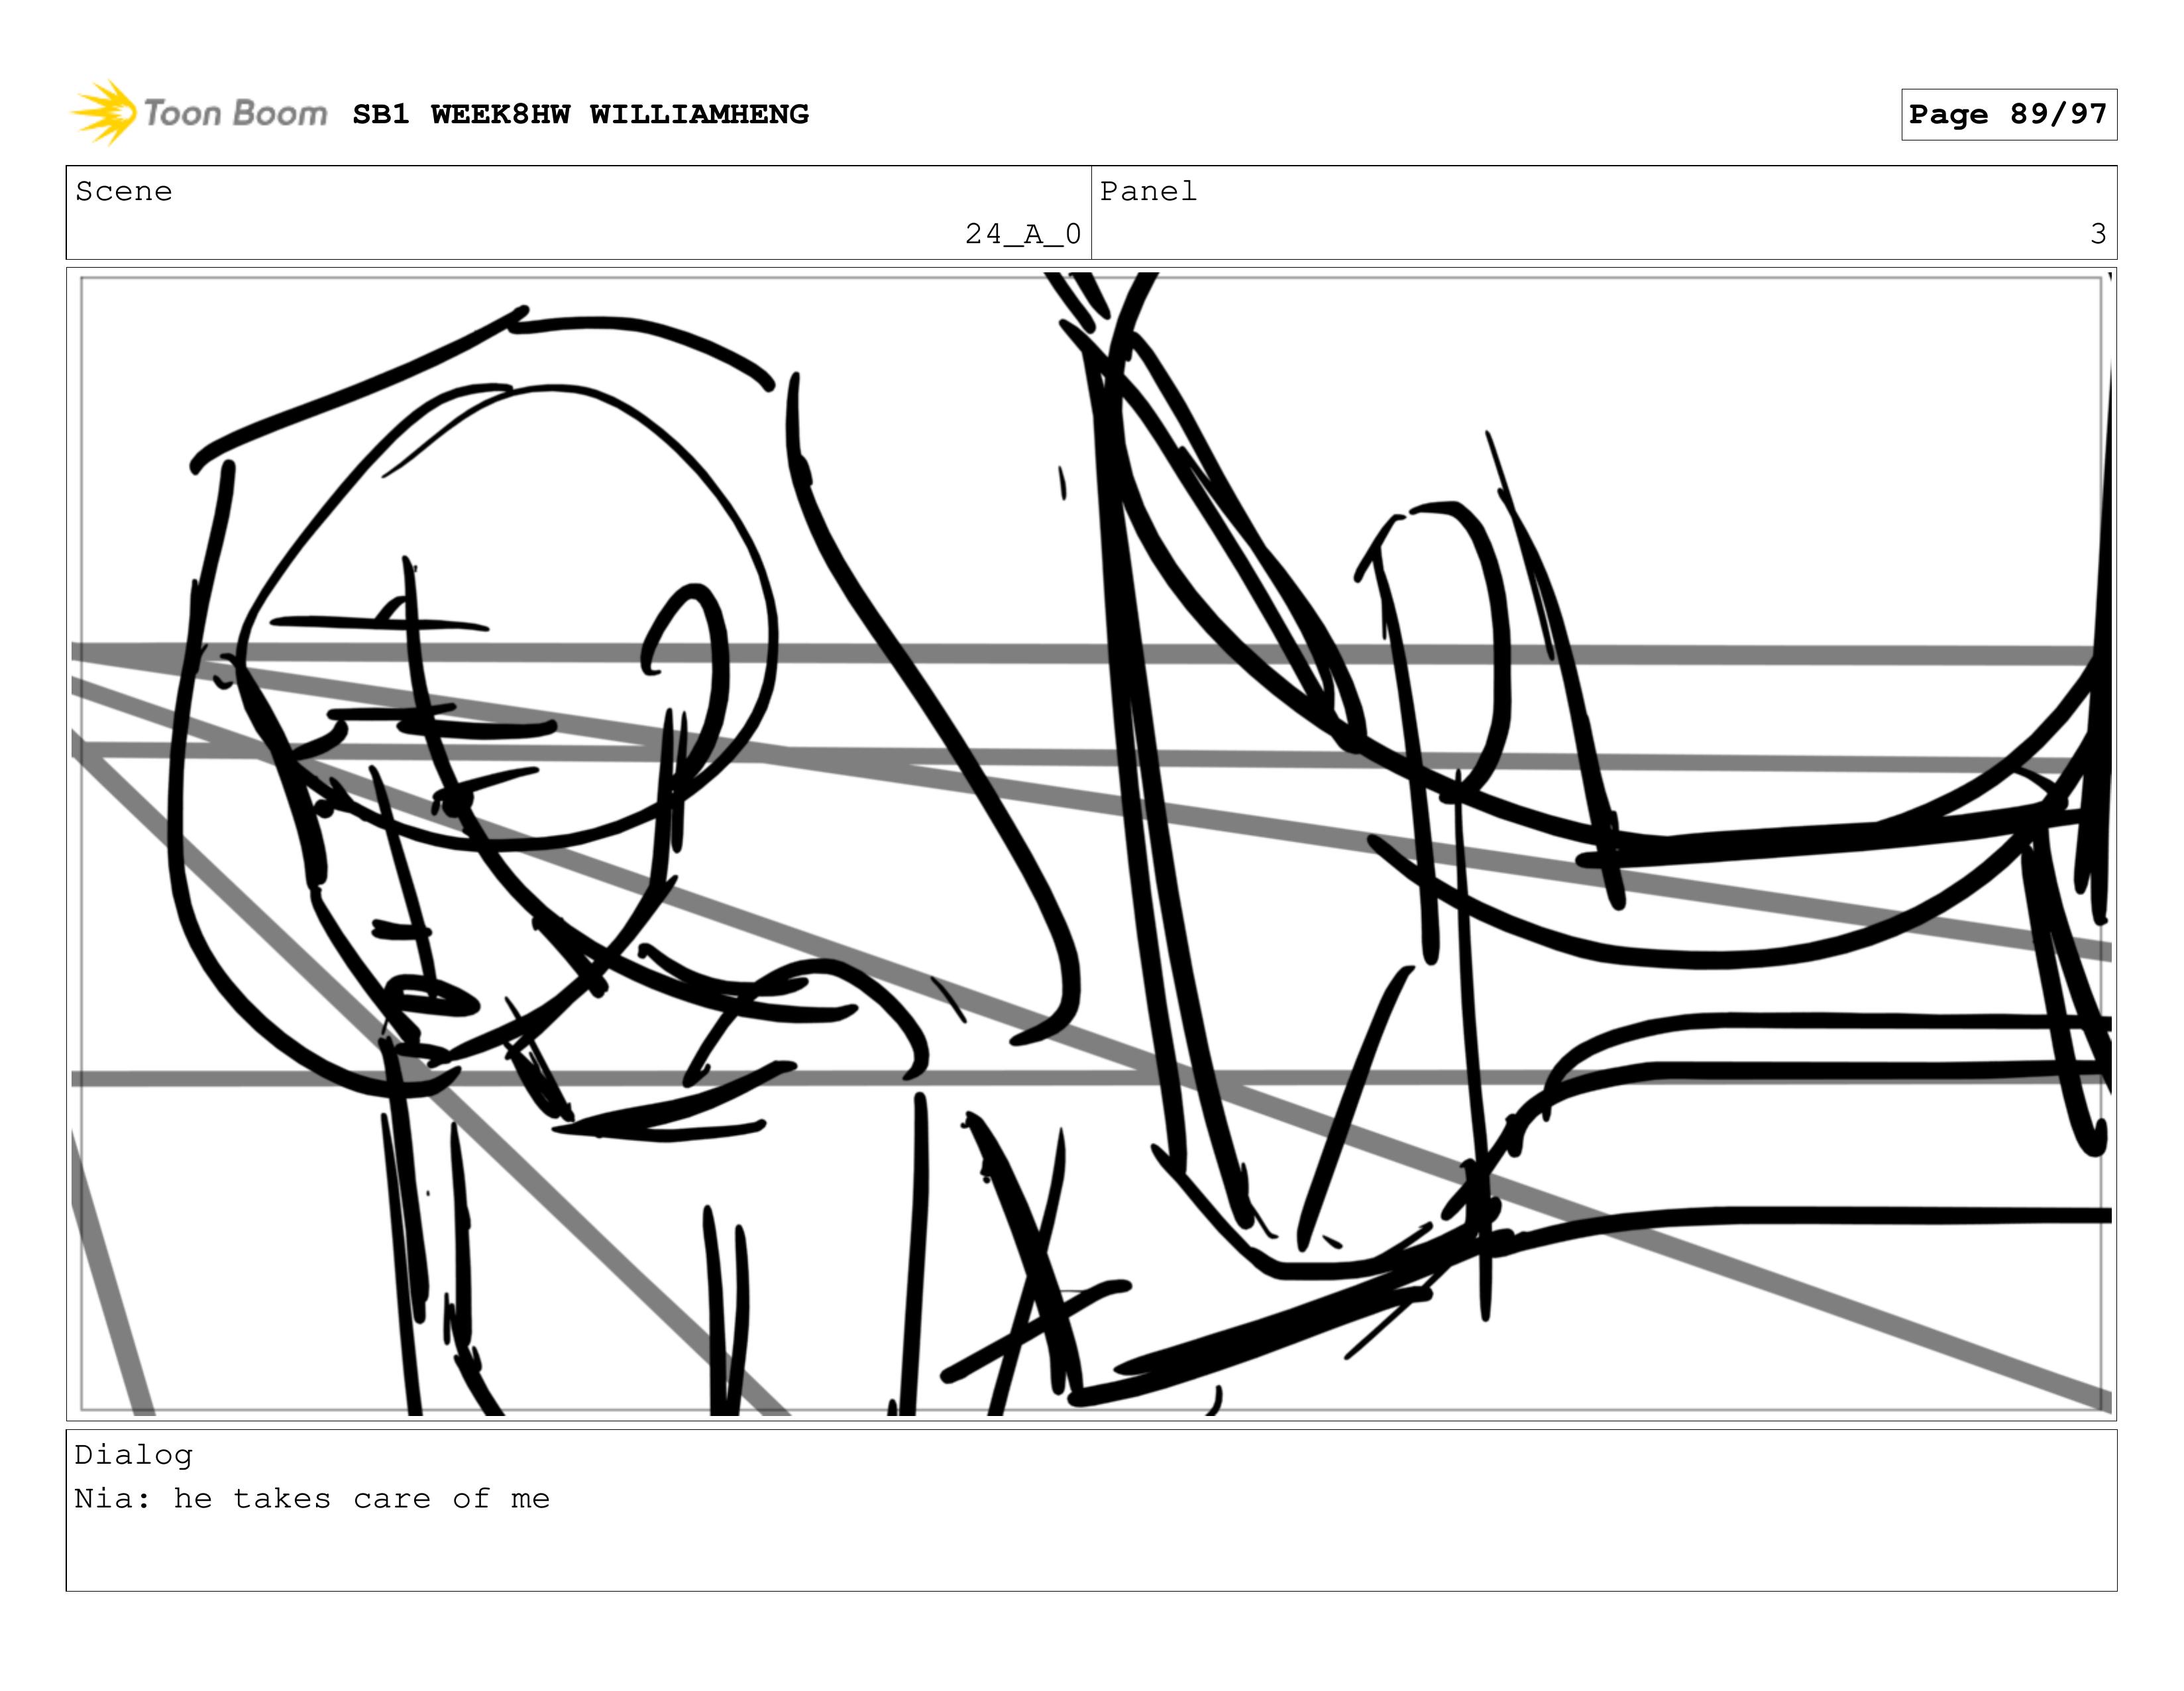 Toon Boom SB1 WEEK8HW WILLIAMHENG
Page 89/97
Scene
24_A_0
Panel
3
Dialog
Nia: he takes care of me